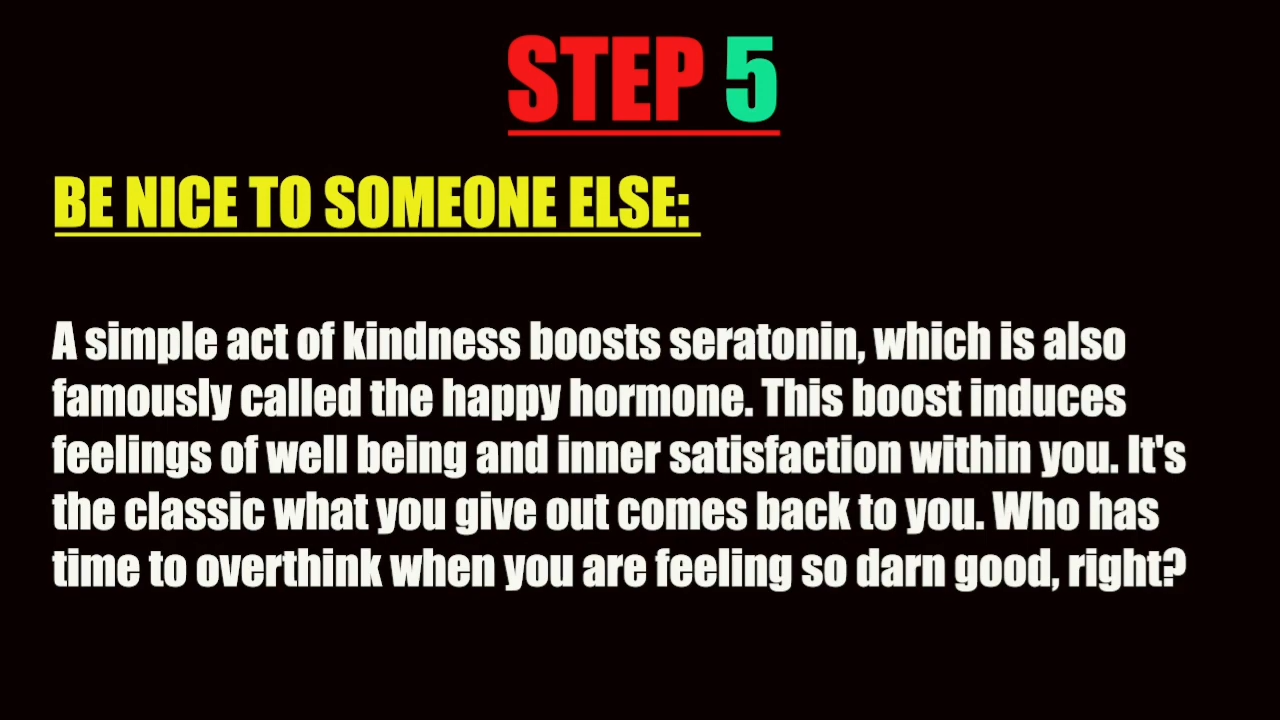 STEP 5
BE NICE TO SOMEONE ELSE:
A simple act of kindness boosts seratonin, which is also
famously called the happy hormone. This boost induces
feelings of well being and inner satisfaction within you. It's
the classic what you give out comes back to you. Who has
time to overthink when you are feeling so darn good, right?